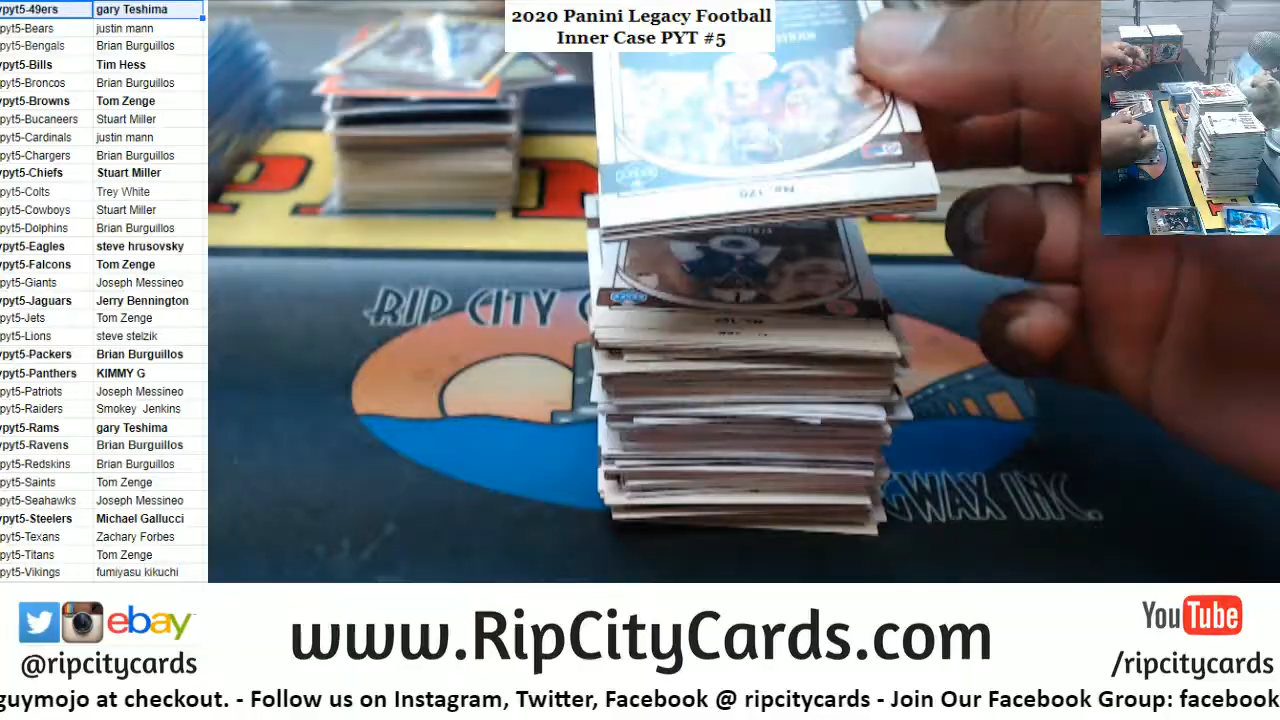 2020 Panini Legacy Football
Inner Case PYT #5
pyt5-49ers gary Teshima
pyt5-Bears justin mann
pyt5-Bengals Brian Burguillos
pyt5-Bills Tim Hess
pyt5-Broncos Brian Burguillos
pyt5-Browns Tom Zenge
pyt5-Bucaneers Stuart Miller
pyt5-Cardinals justin mann
pyt5-Chargers Brian Burguillos
pyt5-Chiefs Stuart Miller
pyt5-Colts Trey White
pyt5-Cowboys Stuart Miller
pyt5-Dolphins Brian Burguillos
pyt5-Eagles steve hrusovsky
pyt5-Falcons Tom Zenge
pyt5-Giants Joseph Messineo
pyt5-Jaguars Jerry Bennington
pyt5-Jets Tom Zenge
pyt5-Lions steve stelzik
pyt5-Packers Brian Burguillos
pyt5-Panthers KIMMY G
pyt5-Patriots Joseph Messineo
pyt5-Raiders Smokey Jenkins
pyt5-Rams gary Teshima
pyt5-Ravens Brian Burguillos
pyt5-Redskins Brian Burguillos
pyt5-Saints Tom Zenge
pyt5-Seahawks Joseph Messineo
pyt5-Steelers Michael Gallucci
pyt5-Texans Zachary Forbes
pyt5-Titans Tom Zenge
pyt5-Vikings fumiyasu kikuchi
No. 170
RIP CITY
GWAX INC.
ebay
@ripcitycards
www.RipCityCards.com
YouTube
/ripcitycards
guymojo at checkout. - Follow us on Instagram, Twitter, Facebook @ ripcitycards - Join Our Facebook Group: facebook